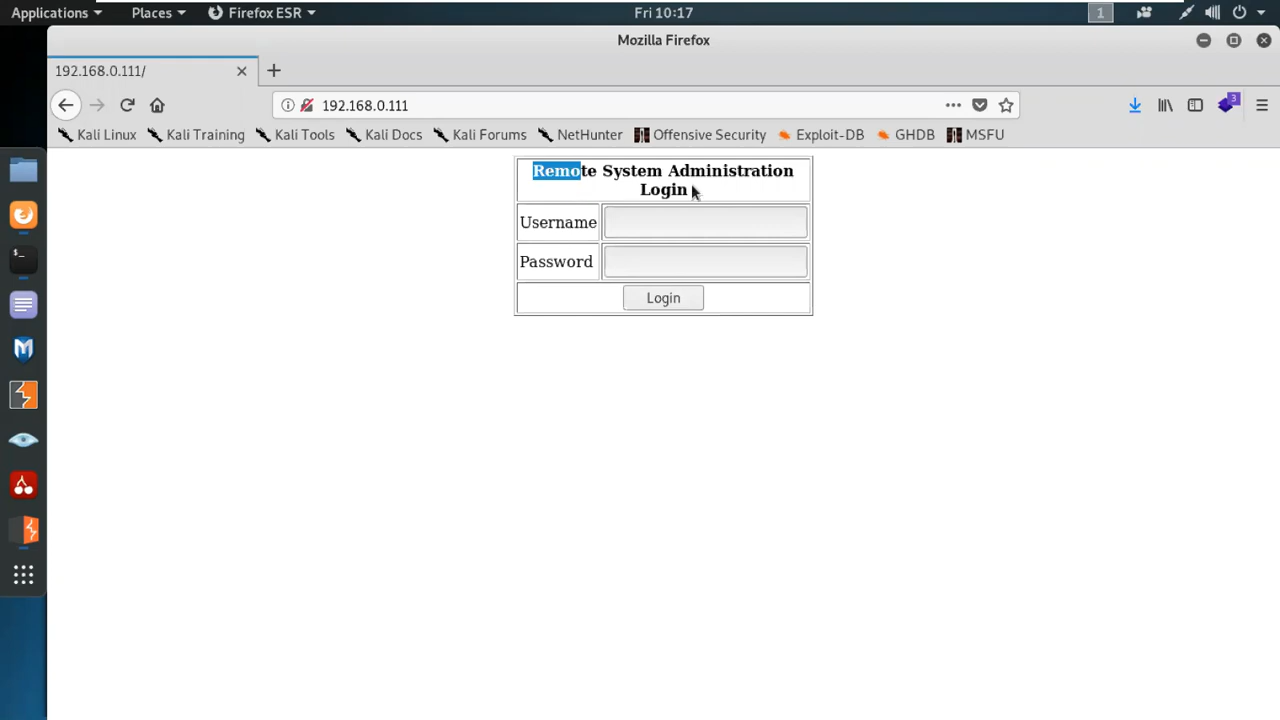 Applications Places Firefox ESR Fri 10:17 1
Mozilla Firefox
192.168.0.111/
192.168.0.111
3
Kali Linux Kali Training Kali Tools Kali Docs Kali Forums NetHunter Offensive Security Exploit-DB GHDB MSFU
Remote System Administration
Login
Username
Password
Login